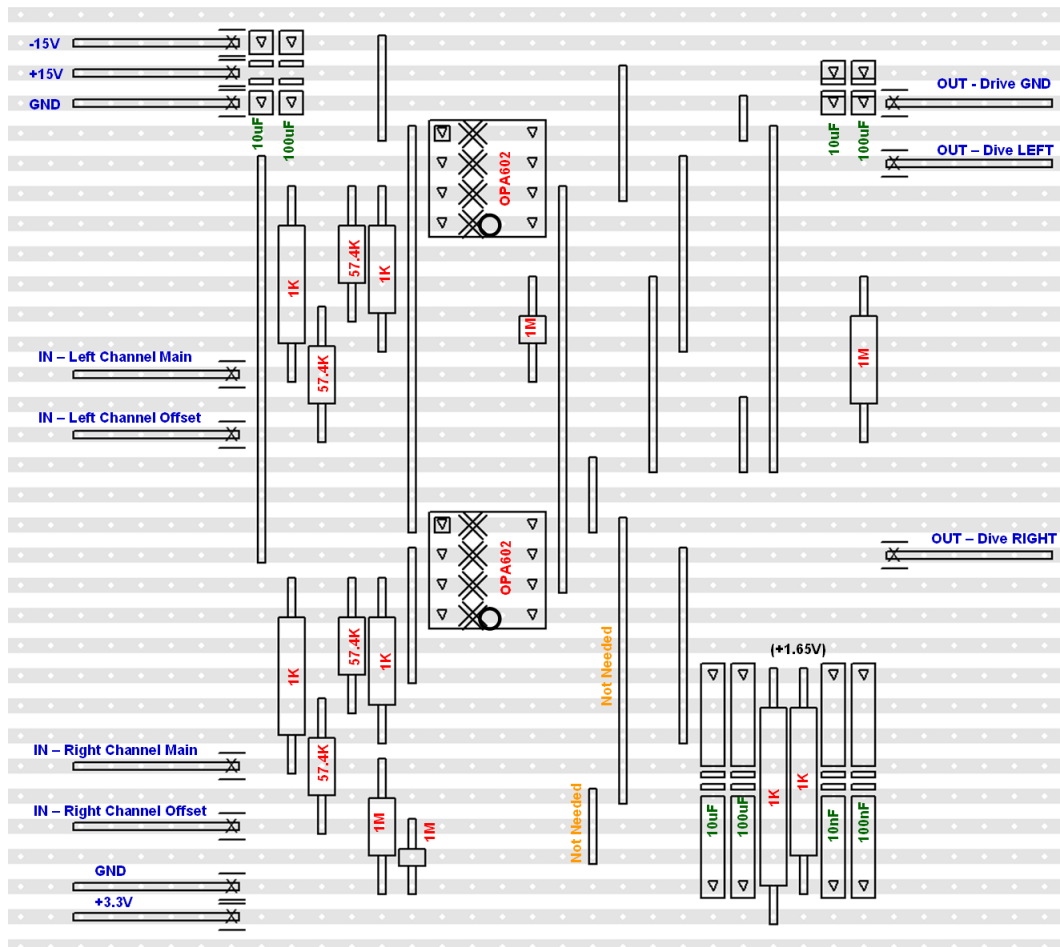 -15V
+15V
GND
10uF
100uF
OUT - Drive GND
OUT – Dive LEFT
10uF
100uF
OPA602
1K
57.4K
1K
57.4K
1M
1M
IN – Left Channel Main
IN – Left Channel Offset
OPA602
OUT – Dive RIGHT
1K
57.4K
1K
57.4K
Not Needed
(+1.65V)
IN – Right Channel Main
IN – Right Channel Offset
1M
1M
Not Needed
10uF
100uF
1K
1K
10nF
100nF
GND
+3.3V